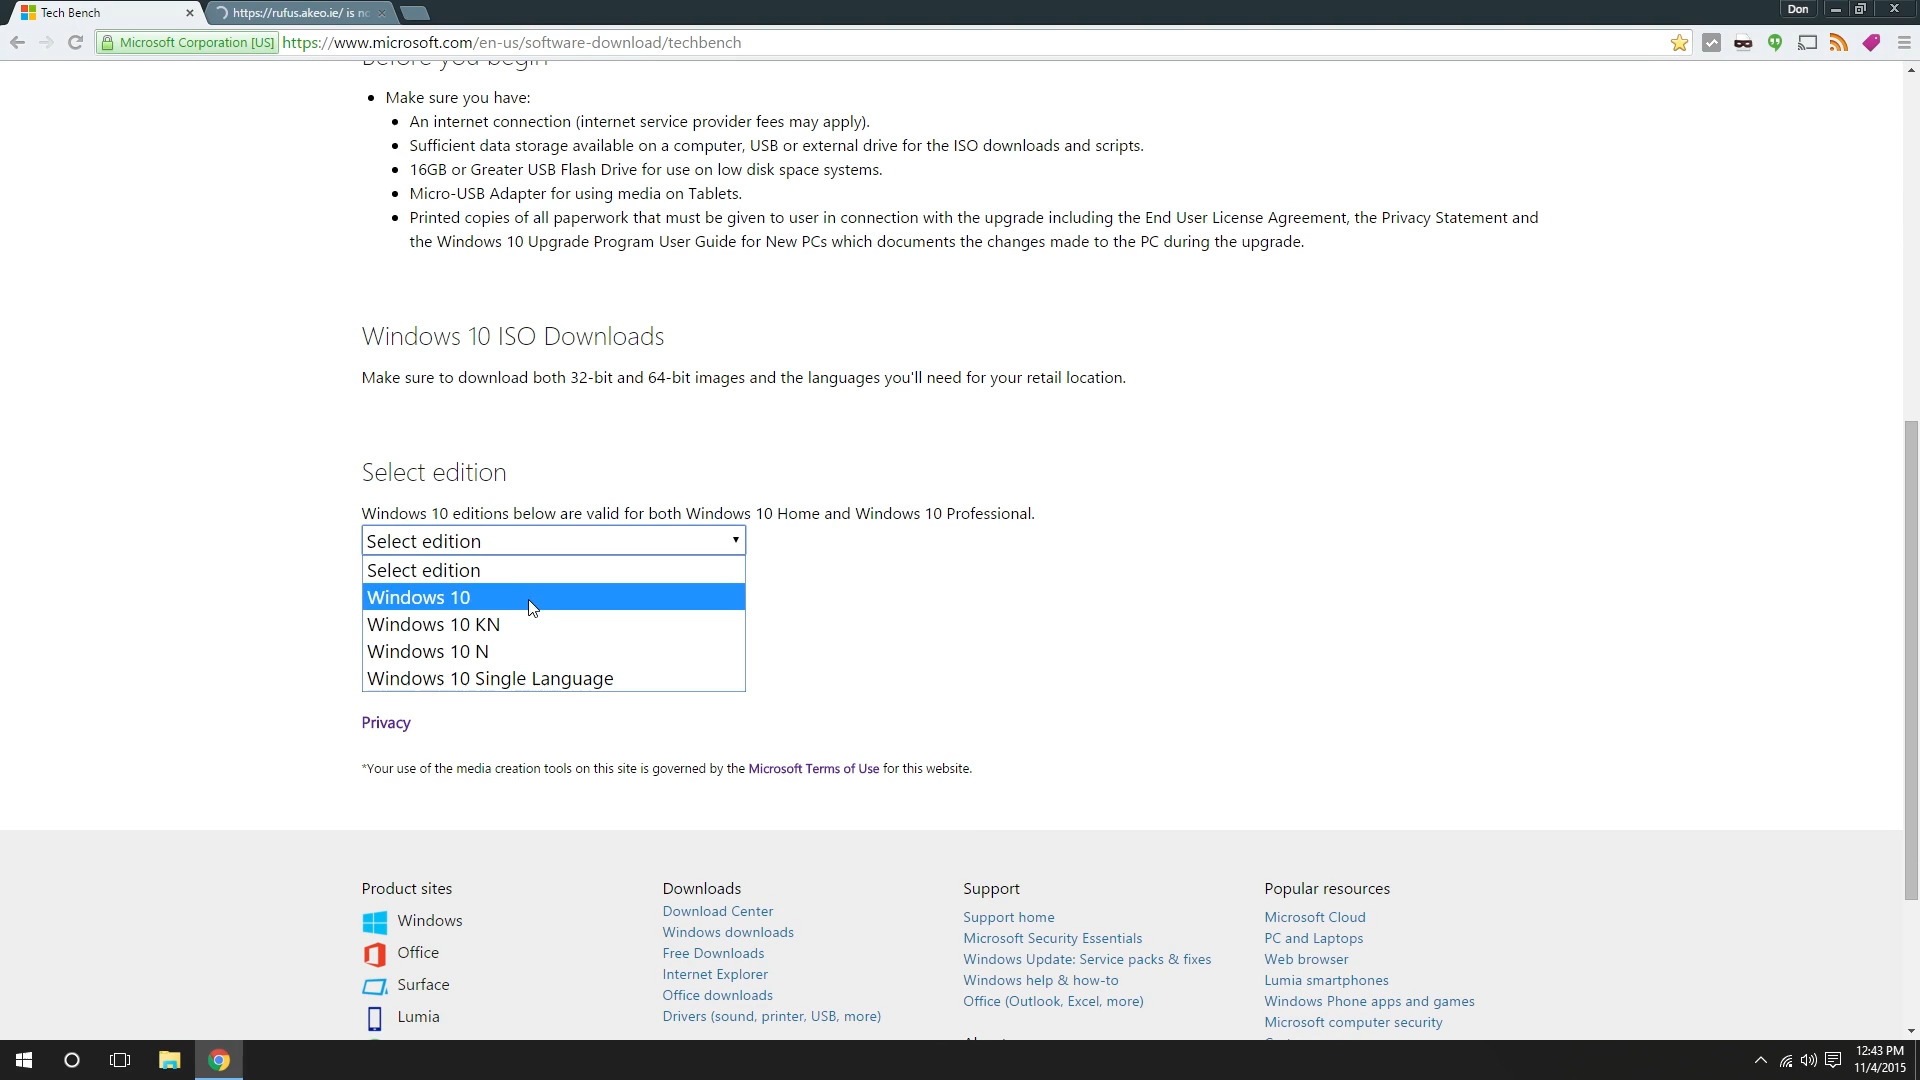 Tech Bench
https://rufus.akeo.ie/ is no
Don
Microsoft Corporation [US]
https://www.microsoft.com/en-us/software-download/techbench
Before you begin
Make sure you have:
An internet connection (internet service provider fees may apply).
Sufficient data storage available on a computer, USB or external drive for the ISO downloads and scripts.
16GB or Greater USB Flash Drive for use on low disk space systems.
Micro-USB Adapter for using media on Tablets.
Printed copies of all paperwork that must be given to user in connection with the upgrade including the End User License Agreement, the Privacy Statement and
the Windows 10 Upgrade Program User Guide for New PCs which documents the changes made to the PC during the upgrade.
Windows 10 ISO Downloads
Make sure to download both 32-bit and 64-bit images and the languages you'll need for your retail location.
Select edition
Windows 10 editions below are valid for both Windows 10 Home and Windows 10 Professional.
Select edition
Select edition
Windows 10
Windows 10 KN
Windows 10 N
Windows 10 Single Language
Privacy
*Your use of the media creation tools on this site is governed by the Microsoft Terms of Use for this website.
Product sites
Windows
Office
Surface
Lumia
Downloads
Download Center
Windows downloads
Free Downloads
Internet Explorer
Office downloads
Drivers (sound, printer, USB, more)
Support
Support home
Microsoft Security Essentials
Windows Update: Service packs & fixes
Windows help & how-to
Office (Outlook, Excel, more)
Popular resources
Microsoft Cloud
PC and Laptops
Web browser
Lumia smartphones
Windows Phone apps and games
Microsoft computer security
12:43 PM
11/4/2015